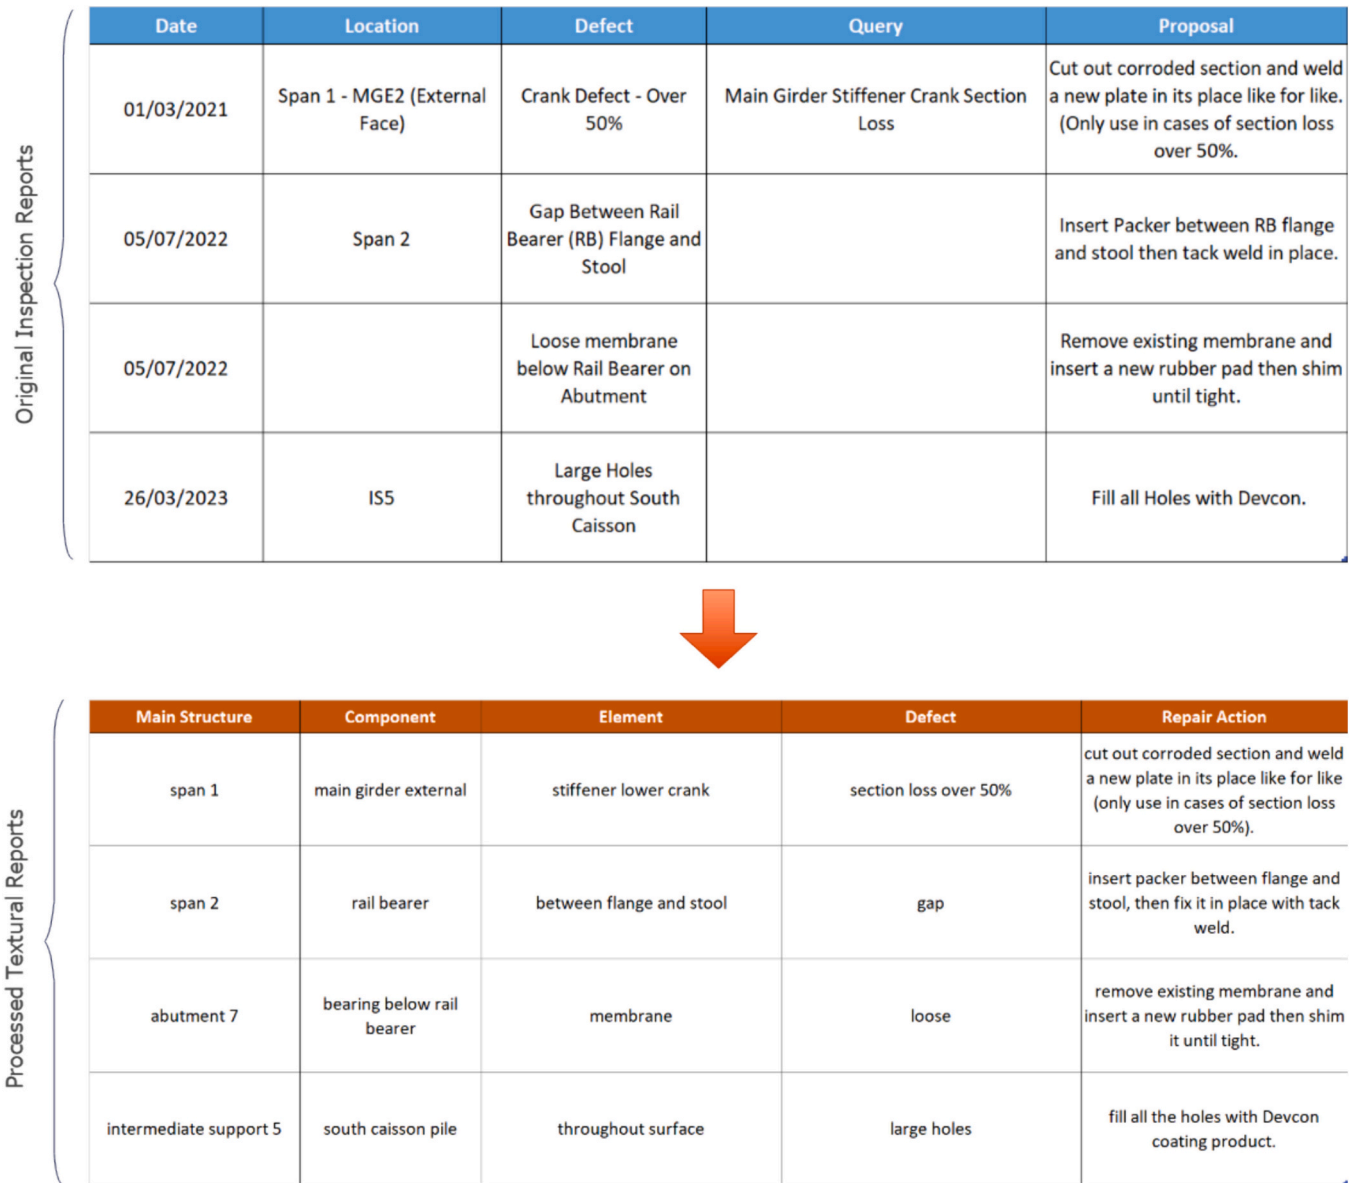 Original Inspection Reports
Date Location Defect Query Proposal
01/03/2021
Span 1 - MGE2 (External
Face)
Crank Defect - Over
50%
Main Girder Stiffener Crank Section
Loss
Cut out corroded section and weld
a new plate in its place like for like.
(Only use in cases of section loss
over 50%.
05/07/2022
Span 2
Gap Between Rail
Bearer (RB) Flange and
Stool
Insert Packer between RB flange
and stool then tack weld in place.
05/07/2022
Loose membrane
below Rail Bearer on
Abutment
Remove existing membrane and
insert a new rubber pad then shim
until tight.
26/03/2023
IS5
Large Holes
throughout South
Caisson
Fill all Holes with Devcon.
Processed Textural Reports
Main Structure Component Element Defect Repair Action
span 1
main girder external
stiffener lower crank
section loss over 50%
cut out corroded section and weld
a new plate in its place like for like
(only use in cases of section loss
over 50%).
span 2
rail bearer
between flange and stool
gap
insert packer between flange and
stool, then fix it in place with tack
weld.
abutment 7
bearing below rail
bearer
membrane
loose
remove existing membrane and
insert a new rubber pad then shim
it until tight.
intermediate support 5
south caisson pile
throughout surface
large holes
fill all the holes with Devcon
coating product.